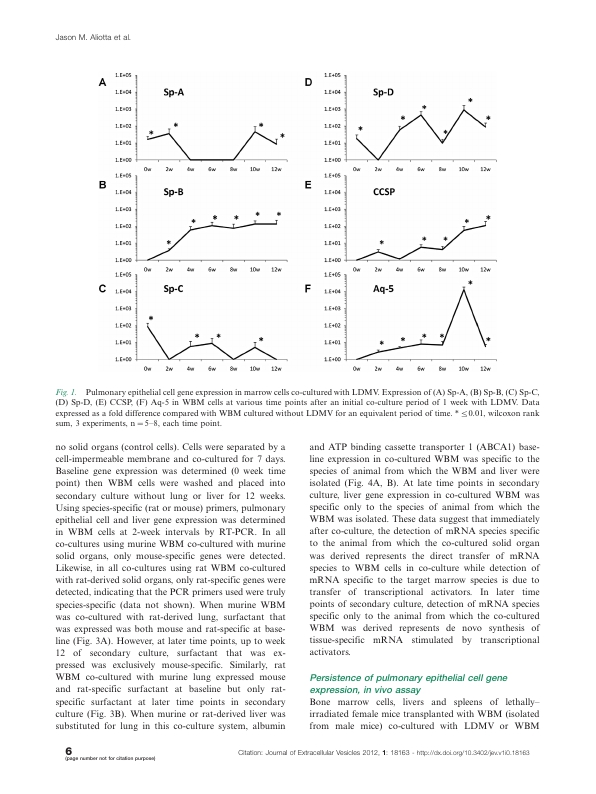 Jason M. Aliotta et al.
A
Sp-A
1.E+05
1.E+04
1.E+03
1.E+02
1.E+01
1.E+00
0w 2w 4w 6w 8w 10w 12w
* * * *
B
Sp-B
1.E+05
1.E+04
1.E+03
1.E+02
1.E+01
1.E+00
0w 2w 4w 6w 8w 10w 12w
* * * * * *
C
Sp-C
1.E+05
1.E+04
1.E+03
1.E+02
1.E+01
1.E+00
0w 2w 4w 6w 8w 10w 12w
* * * *
D
Sp-D
1.E+05
1.E+04
1.E+03
1.E+02
1.E+01
1.E+00
0w 2w 4w 6w 8w 10w 12w
* * * * * *
E
CCSP
1.E+05
1.E+04
1.E+03
1.E+02
1.E+01
1.E+00
0w 2w 4w 6w 8w 10w 12w
* * * * *
F
Aq-5
1.E+05
1.E+04
1.E+03
1.E+02
1.E+01
1.E+00
0w 2w 4w 6w 8w 10w 12w
* * * * * *
Fig. 1. Pulmonary epithelial cell gene expression in marrow cells co-cultured with LDMV. Expression of (A) Sp-A, (B) Sp-B, (C) Sp-C,
(D) Sp-D, (E) CCSP, (F) Aq-5 in WBM cells at various time points after an initial co-culture period of 1 week with LDMV. Data
expressed as a fold difference compared with WBM cultured without LDMV for an equivalent period of time. * ≤0.01, wilcoxon rank
sum, 3 experiments, n=5–8, each time point.
no solid organs (control cells). Cells were separated by a
cell-impermeable membrane and co-cultured for 7 days.
Baseline gene expression was determined (0 week time
point) then WBM cells were washed and placed into
secondary culture without lung or liver for 12 weeks.
Using species-specific (rat or mouse) primers, pulmonary
epithelial cell and liver gene expression was determined
in WBM cells at 2-week intervals by RT-PCR. In all
co-cultures using murine WBM co-cultured with murine
solid organs, only mouse-specific genes were detected.
Likewise, in all co-cultures using rat WBM co-cultured
with rat-derived solid organs, only rat-specific genes were
detected, indicating that the PCR primers used were truly
species-specific (data not shown). When murine WBM
was co-cultured with rat-derived lung, surfactant that
was expressed was both mouse and rat-specific at base-
line (Fig. 3A). However, at later time points, up to week
12 of secondary culture, surfactant that was ex-
pressed was exclusively mouse-specific. Similarly, rat
WBM co-cultured with murine lung expressed mouse
and rat-specific surfactant at baseline but only rat-
specific surfactant at later time points in secondary
culture (Fig. 3B). When murine or rat-derived liver was
substituted for lung in this co-culture system, albumin
and ATP binding cassette transporter 1 (ABCA1) base-
line expression in co-cultured WBM was specific to the
species of animal from which the WBM and liver were
isolated (Fig. 4A, B). At late time points in secondary
culture, liver gene expression in co-cultured WBM was
specific only to the species of animal from which the
WBM was isolated. These data suggest that immediately
after co-culture, the detection of mRNA species specific
to the animal from which the co-cultured solid organ
was derived represents the direct transfer of mRNA
species to WBM cells in co-culture while detection of
mRNA specific to the target marrow species is due to
transfer of transcriptional activators. In later time
points of secondary culture, detection of mRNA species
specific only to the animal from which the co-cultured
WBM was derived represents de novo synthesis of
tissue-specific mRNA stimulated by transcriptional
activators.
Persistence of pulmonary epithelial cell gene
expression, in vivo assay
Bone marrow cells, livers and spleens of lethally–
irradiated female mice transplanted with WBM (isolated
from male mice) co-cultured with LDMV or WBM
6
(page number not for citation purpose)
Citation: Journal of Extracellular Vesicles 2012, 1: 18163 - http://dx.doi.org/10.3402/jev.v1i0.18163